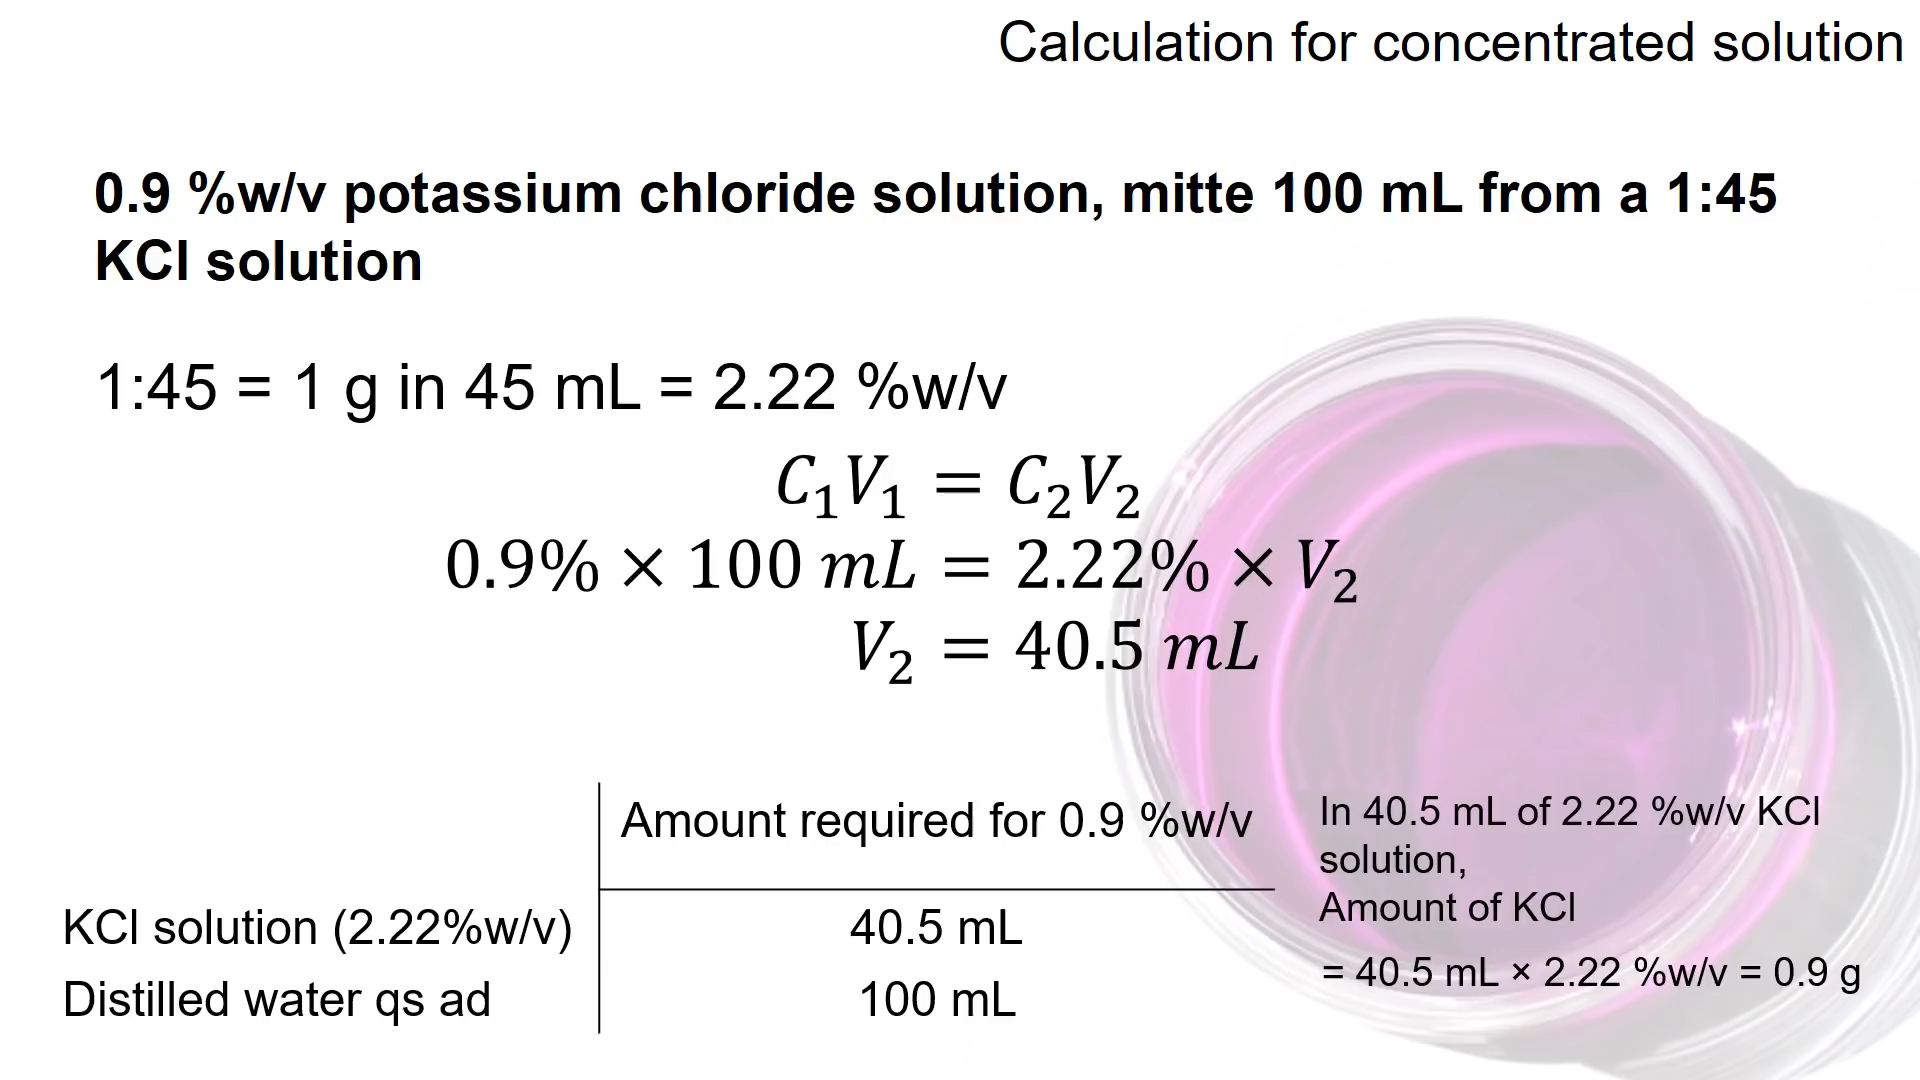 Calculation for concentrated solution
0.9 %w/v potassium chloride solution, mitte 100 mL from a 1:45
KCl solution
1:45 = 1 g in 45 mL = 2.22 %w/v
C₁V₁ = C₂V₂
0.9% × 100 mL = 2.22% × V₂
V₂ = 40.5 mL
Amount required for 0.9 %w/v
KCl solution (2.22%w/v) 40.5 mL
Distilled water qs ad 100 mL
In 40.5 mL of 2.22 %w/v KCl
solution,
Amount of KCl
= 40.5 mL × 2.22 %w/v = 0.9 g